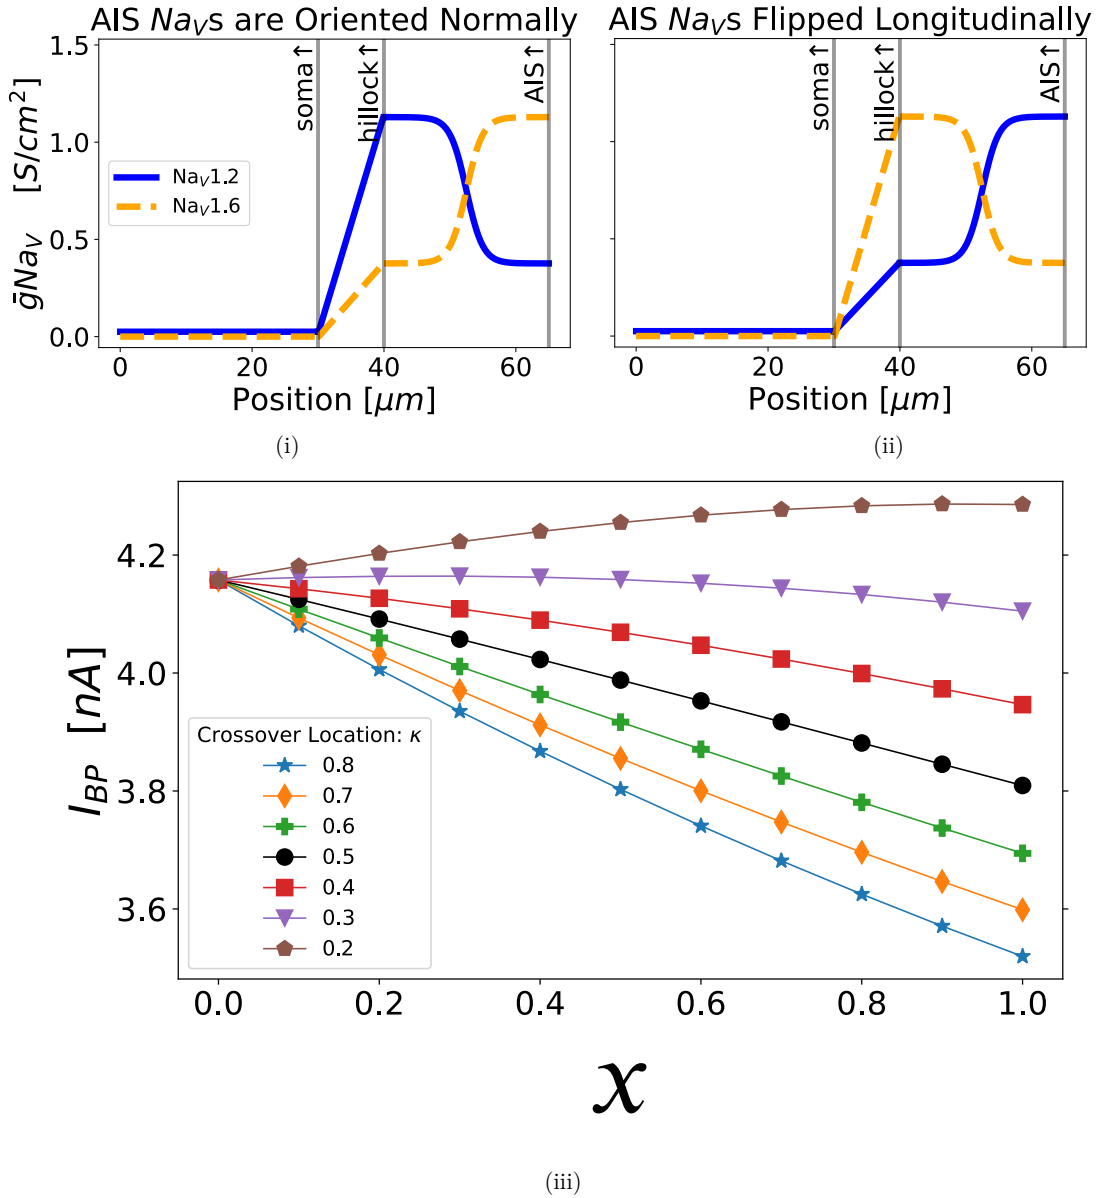 AIS NaVs are Oriented Normally
AIS NaVs Flipped Longitudinally
ḡNaV [S/cm²]
1.5
1.0
0.5
0.0
soma↑
hillock↑
AIS↑
NaV1.2
NaV1.6
0
20
40
60
Position [μm]
(i)
soma↑
hillock↑
AIS↑
0
20
40
60
Position [μm]
(ii)
I_BP [nA]
4.2
4.0
3.8
3.6
Crossover Location: κ
0.8
0.7
0.6
0.5
0.4
0.3
0.2
0.0
0.2
0.4
0.6
0.8
1.0
x
(iii)